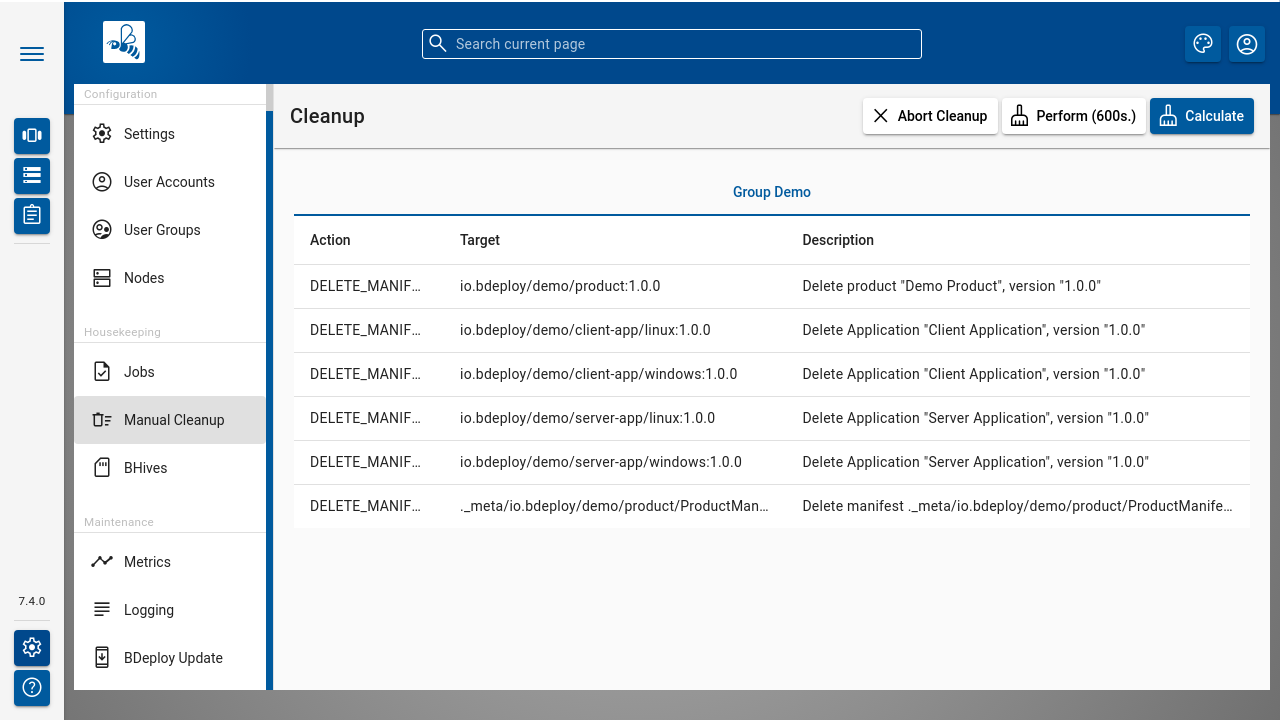 Search current page
Configuration
Settings
User Accounts
User Groups
Nodes
Housekeeping
Jobs
Manual Cleanup
BHives
Maintenance
Metrics
Logging
BDeploy Update
7.4.0
Cleanup
Abort Cleanup
Perform (600s.)
Calculate
Group Demo
Action Target Description
DELETE_MANIF… io.bdeploy/demo/product:1.0.0 Delete product "Demo Product", version "1.0.0"
DELETE_MANIF… io.bdeploy/demo/client-app/linux:1.0.0 Delete Application "Client Application", version "1.0.0"
DELETE_MANIF… io.bdeploy/demo/client-app/windows:1.0.0 Delete Application "Client Application", version "1.0.0"
DELETE_MANIF… io.bdeploy/demo/server-app/linux:1.0.0 Delete Application "Server Application", version "1.0.0"
DELETE_MANIF… io.bdeploy/demo/server-app/windows:1.0.0 Delete Application "Server Application", version "1.0.0"
DELETE_MANIF… ._meta/io.bdeploy/demo/product/ProductMan… Delete manifest ._meta/io.bdeploy/demo/product/ProductManife…